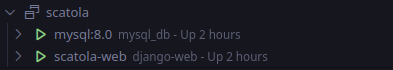 scatola
mysql:8.0 mysql_db - Up 2 hours
scatola-web django-web - Up 2 hours